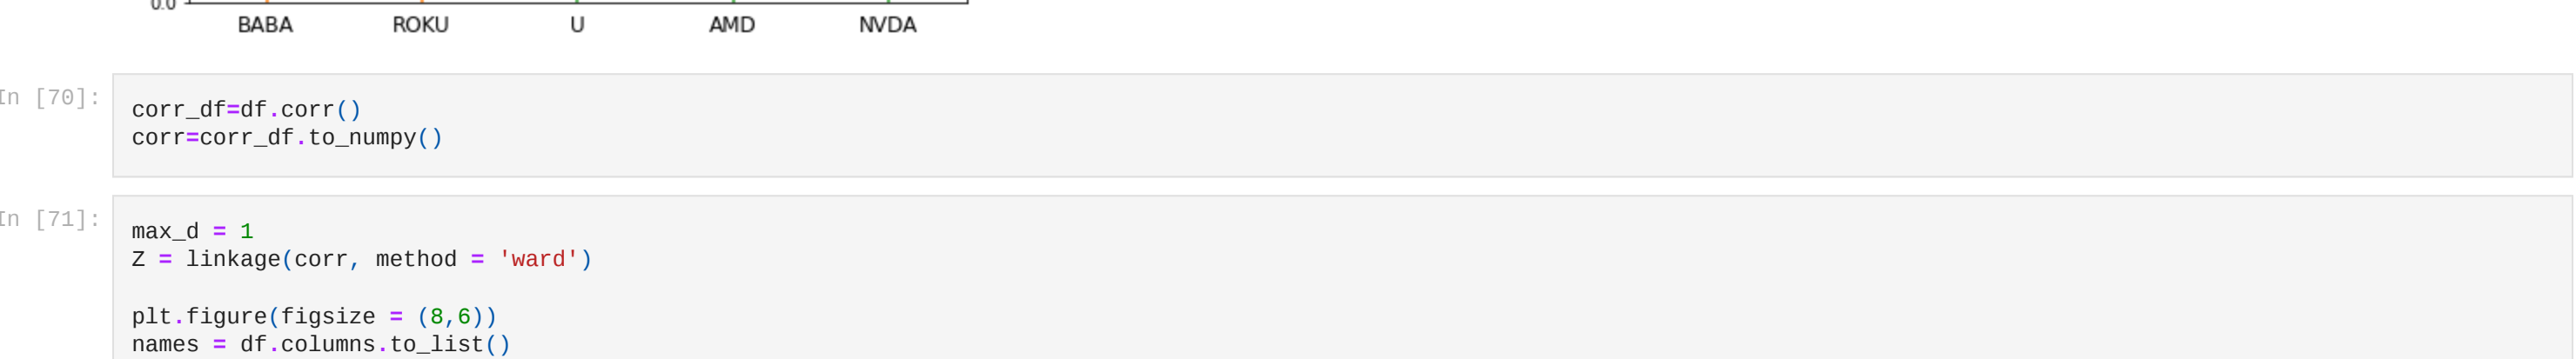 0.0
BABA ROKU U AMD NVDA
In [70]:
corr_df=df.corr()
corr=corr_df.to_numpy()
In [71]:
max_d = 1
Z = linkage(corr, method = 'ward')
plt.figure(figsize = (8,6))
names = df.columns.to_list()